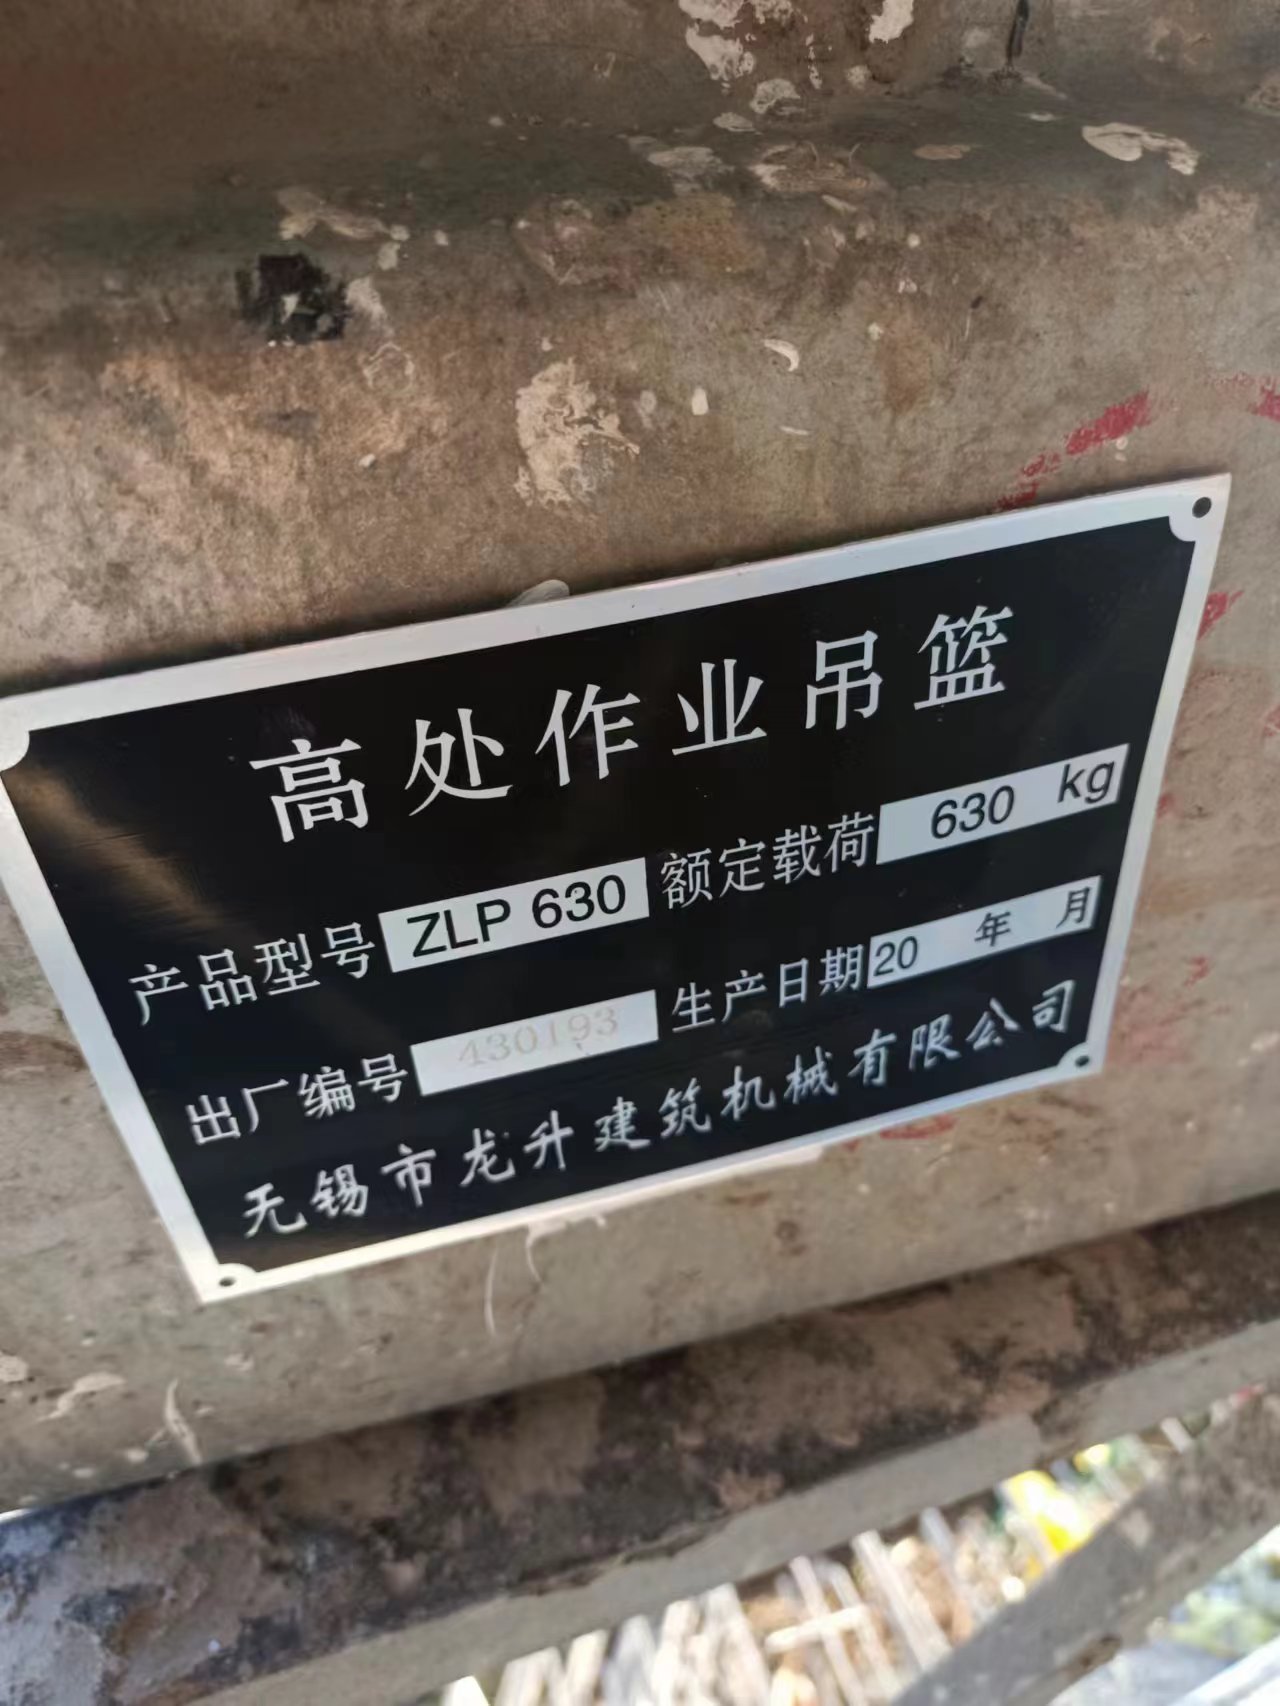 高处作业吊篮
产品型号 ZLP 630 额定载荷 630 kg
出厂编号 430193 生产日期 20 年 月
无锡市龙升建筑机械有限公司